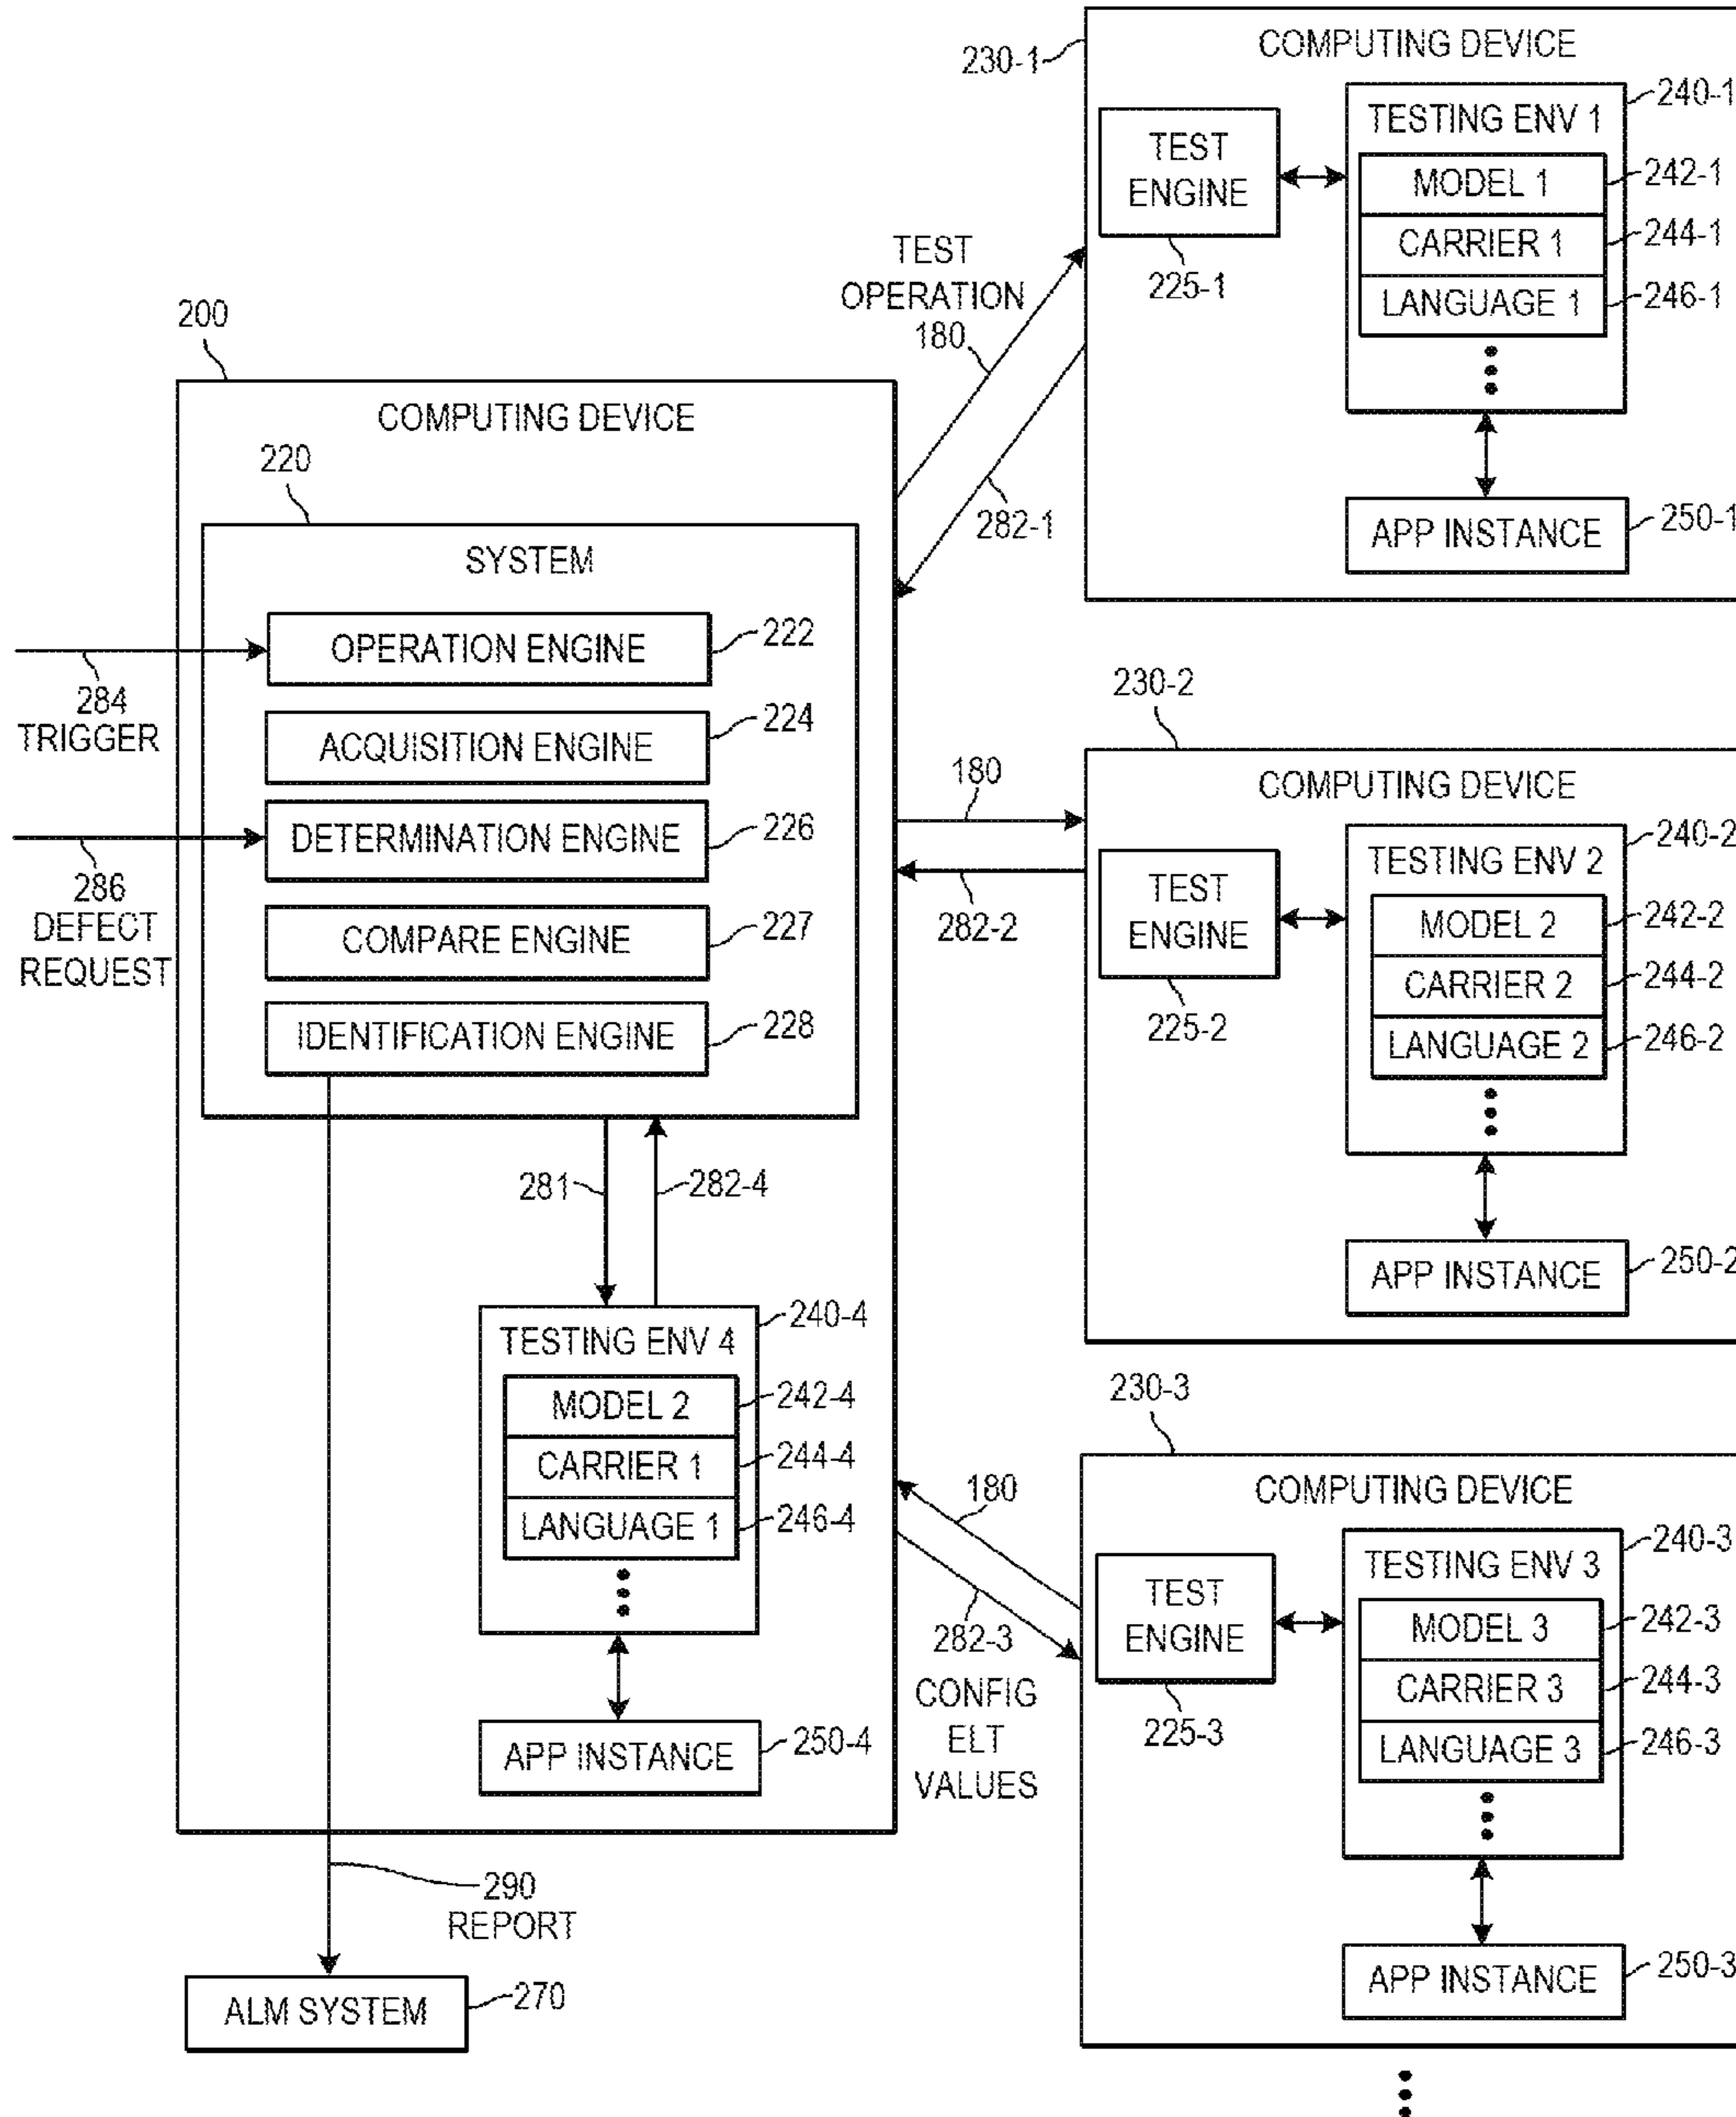 230-1
COMPUTING DEVICE
TEST
ENGINE
225-1
TESTING ENV 1
240-1
MODEL 1
242-1
CARRIER 1
244-1
LANGUAGE 1
246-1
APP INSTANCE
250-1
TEST
OPERATION
180
282-1
200
COMPUTING DEVICE
220
SYSTEM
OPERATION ENGINE
222
284
TRIGGER
ACQUISITION ENGINE
224
DETERMINATION ENGINE
226
286
DEFECT
REQUEST
COMPARE ENGINE
227
IDENTIFICATION ENGINE
228
180
282-2
230-2
COMPUTING DEVICE
TEST
ENGINE
225-2
TESTING ENV 2
240-2
MODEL 2
242-2
CARRIER 2
244-2
LANGUAGE 2
246-2
APP INSTANCE
250-2
281
282-4
TESTING ENV 4
240-4
MODEL 2
242-4
CARRIER 1
244-4
LANGUAGE 1
246-4
APP INSTANCE
250-4
180
282-3
CONFIG
ELT
VALUES
230-3
COMPUTING DEVICE
TEST
ENGINE
225-3
TESTING ENV 3
240-3
MODEL 3
242-3
CARRIER 3
244-3
LANGUAGE 3
246-3
APP INSTANCE
250-3
290
REPORT
ALM SYSTEM
270